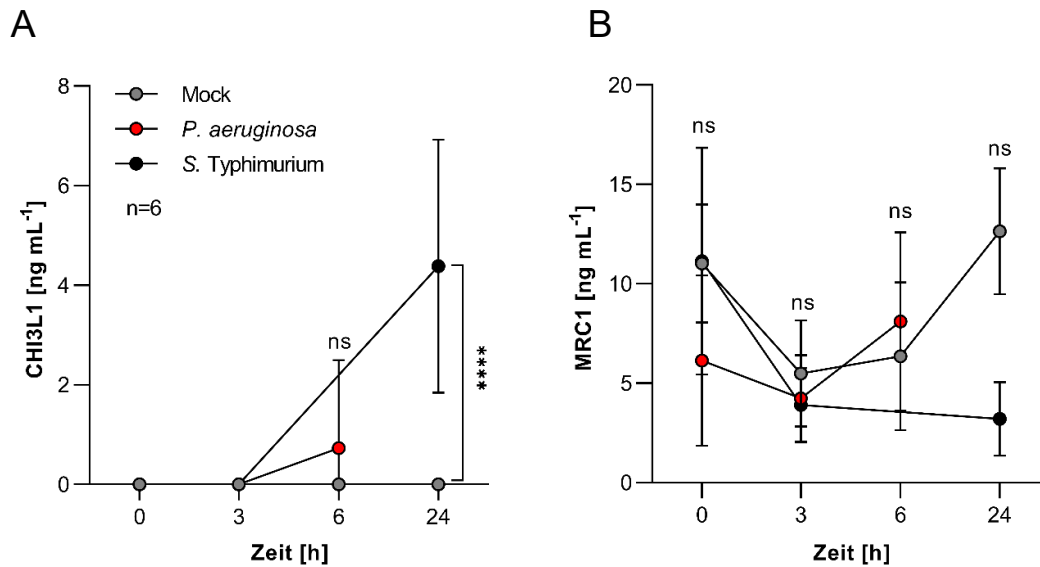 A
CHI3L1 [ng mL⁻¹]
8
6
4
2
0
Mock
P. aeruginosa
S. Typhimurium
n=6
ns
****
0 3 6 24
Zeit [h]
B
MRC1 [ng mL⁻¹]
20
15
10
5
0
ns
ns
ns
ns
0 3 6 24
Zeit [h]